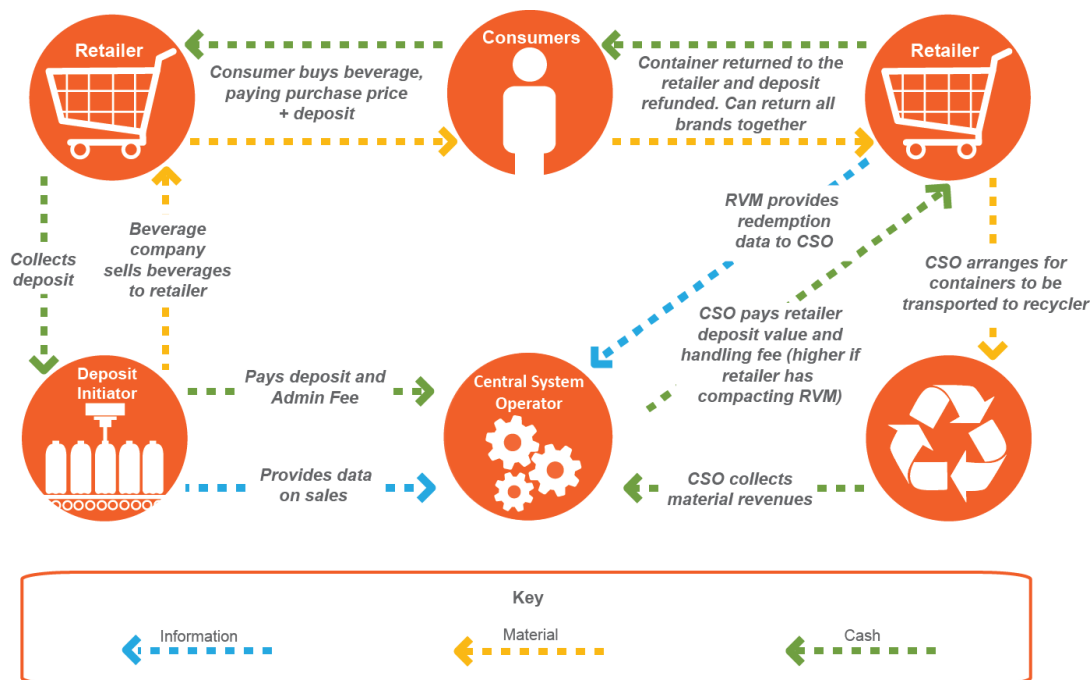 Retailer
Consumers
Retailer
Consumer buys beverage,
paying purchase price
+ deposit
Container returned to the
retailer and deposit
refunded. Can return all
brands together
Collects
deposit
Beverage
company
sells beverages
to retailer
RVM provides
redemption
data to CSO
CSO arranges for
containers to be
transported to recycler
CSO pays retailer
deposit value and
handling fee (higher if
retailer has
compacting RVM)
Deposit
Initiator
Pays deposit and
Admin Fee
Central System
Operator
Provides data
on sales
CSO collects
material revenues
Key
Information
Material
Cash